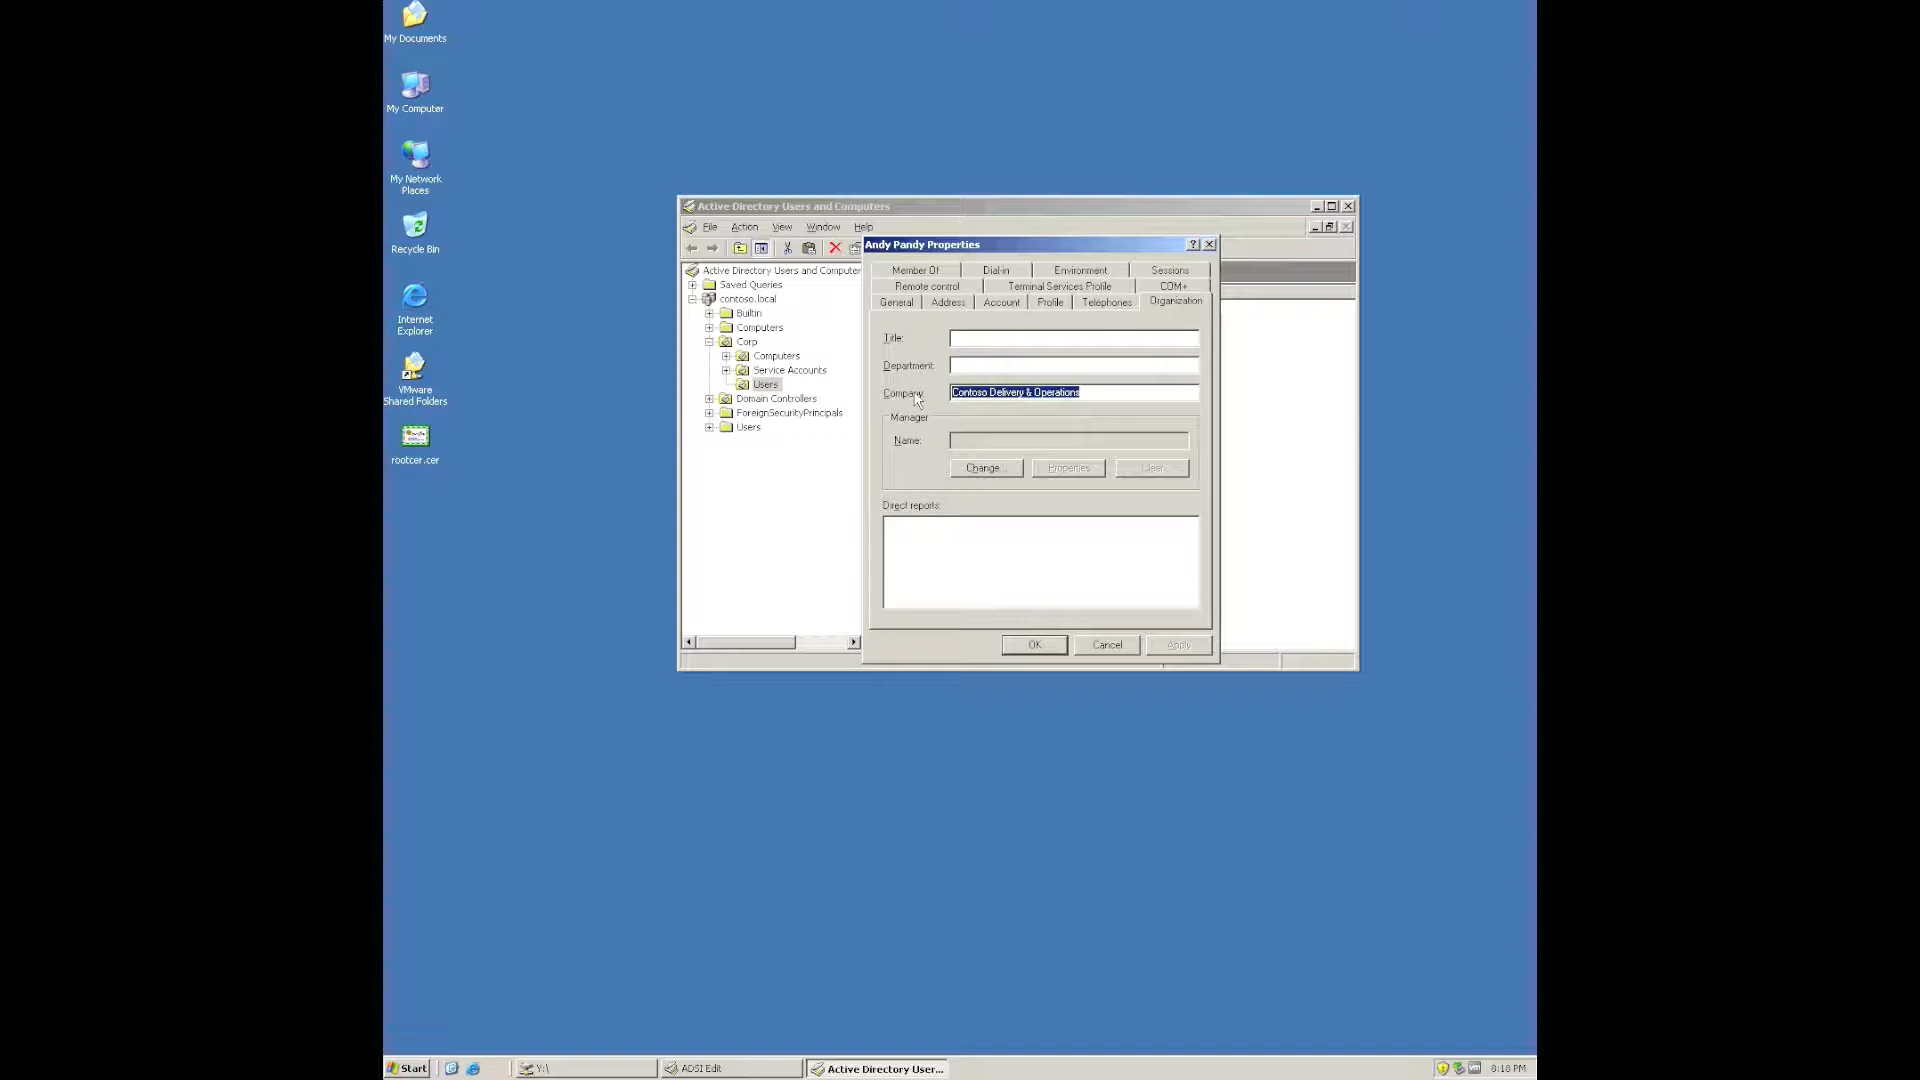 My Documents
My Computer
My Network
Places
Recycle Bin
Internet
Explorer
VMware
Shared Folders
rootcer.cer
Active Directory Users and Computers
File Action View Window Help
Active Directory Users and Computer
Saved Queries
contoso.local
Builtin
Computers
Corp
Computers
Service Accounts
Users
Domain Controllers
ForeignSecurityPrincipals
Users
Andy Pandy Properties
Member Of Dial-in Environment Sessions
Remote control Terminal Services Profile COM+
General Address Account Profile Telephones Organization
Title:
Department:
Company: Contoso Delivery & Operations
Manager
Name:
Change... Properties Clear
Direct reports:
OK Cancel Apply
Start Y:\ ADSI Edit Active Directory User... 8:18 PM